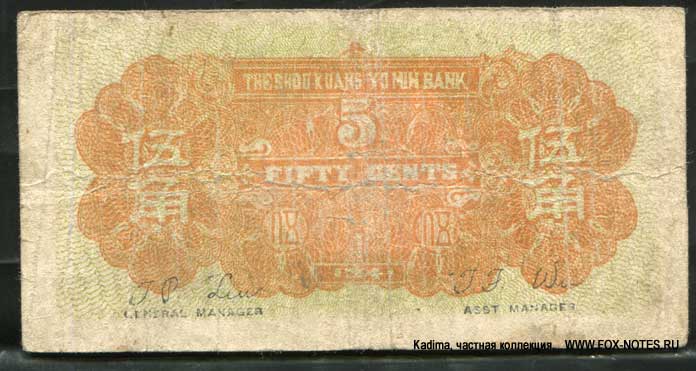 THE SHOU KUANG YU MIN BANK
5
伍角
伍角
FIFTY CENTS
GENERAL MANAGER
ASST MANAGER
Kadima, частная коллекция
WWW.FOX-NOTES.RU